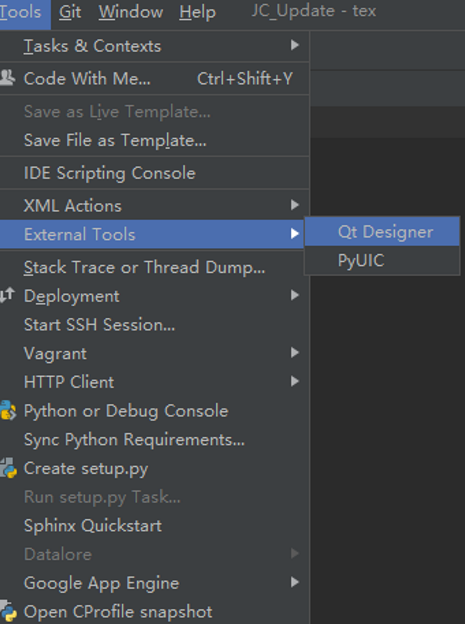 Tools Git Window Help JC_Update - tex
Tasks & Contexts
Code With Me... Ctrl+Shift+Y
Save as Live Template...
Save File as Template...
IDE Scripting Console
XML Actions
External Tools
Qt Designer
PyUIC
Stack Trace or Thread Dump...
Deployment
Start SSH Session...
Vagrant
HTTP Client
Python or Debug Console
Sync Python Requirements...
Create setup.py
Run setup.py Task...
Sphinx Quickstart
Datalore
Google App Engine
Open CProfile snapshot